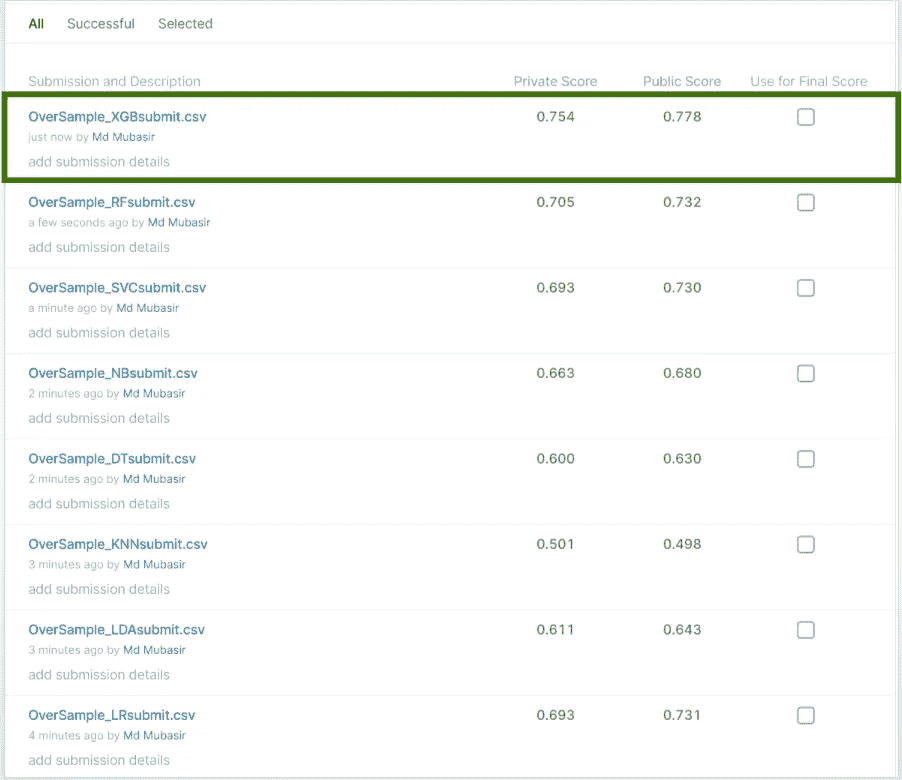 All Successful Selected
Submission and Description Private Score Public Score Use for Final Score
OverSample_XGBsubmit.csv 0.754 0.778
just now by Md Mubasir
add submission details
OverSample_RFsubmit.csv 0.705 0.732
a few seconds ago by Md Mubasir
add submission details
OverSample_SVCsubmit.csv 0.693 0.730
a minute ago by Md Mubasir
add submission details
OverSample_NBsubmit.csv 0.663 0.680
2 minutes ago by Md Mubasir
add submission details
OverSample_DTsubmit.csv 0.600 0.630
2 minutes ago by Md Mubasir
add submission details
OverSample_KNNsubmit.csv 0.501 0.498
3 minutes ago by Md Mubasir
add submission details
OverSample_LDAsubmit.csv 0.611 0.643
3 minutes ago by Md Mubasir
add submission details
OverSample_LRsubmit.csv 0.693 0.731
4 minutes ago by Md Mubasir
add submission details